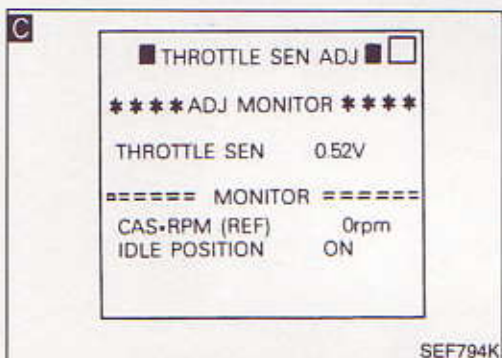 C
■ THROTTLE SEN ADJ ■ □
＊＊＊＊ ADJ MONITOR ＊＊＊＊
THROTTLE SEN 0.52V
====== MONITOR ======
CAS•RPM (REF) 0rpm
IDLE POSITION ON
SEF794K